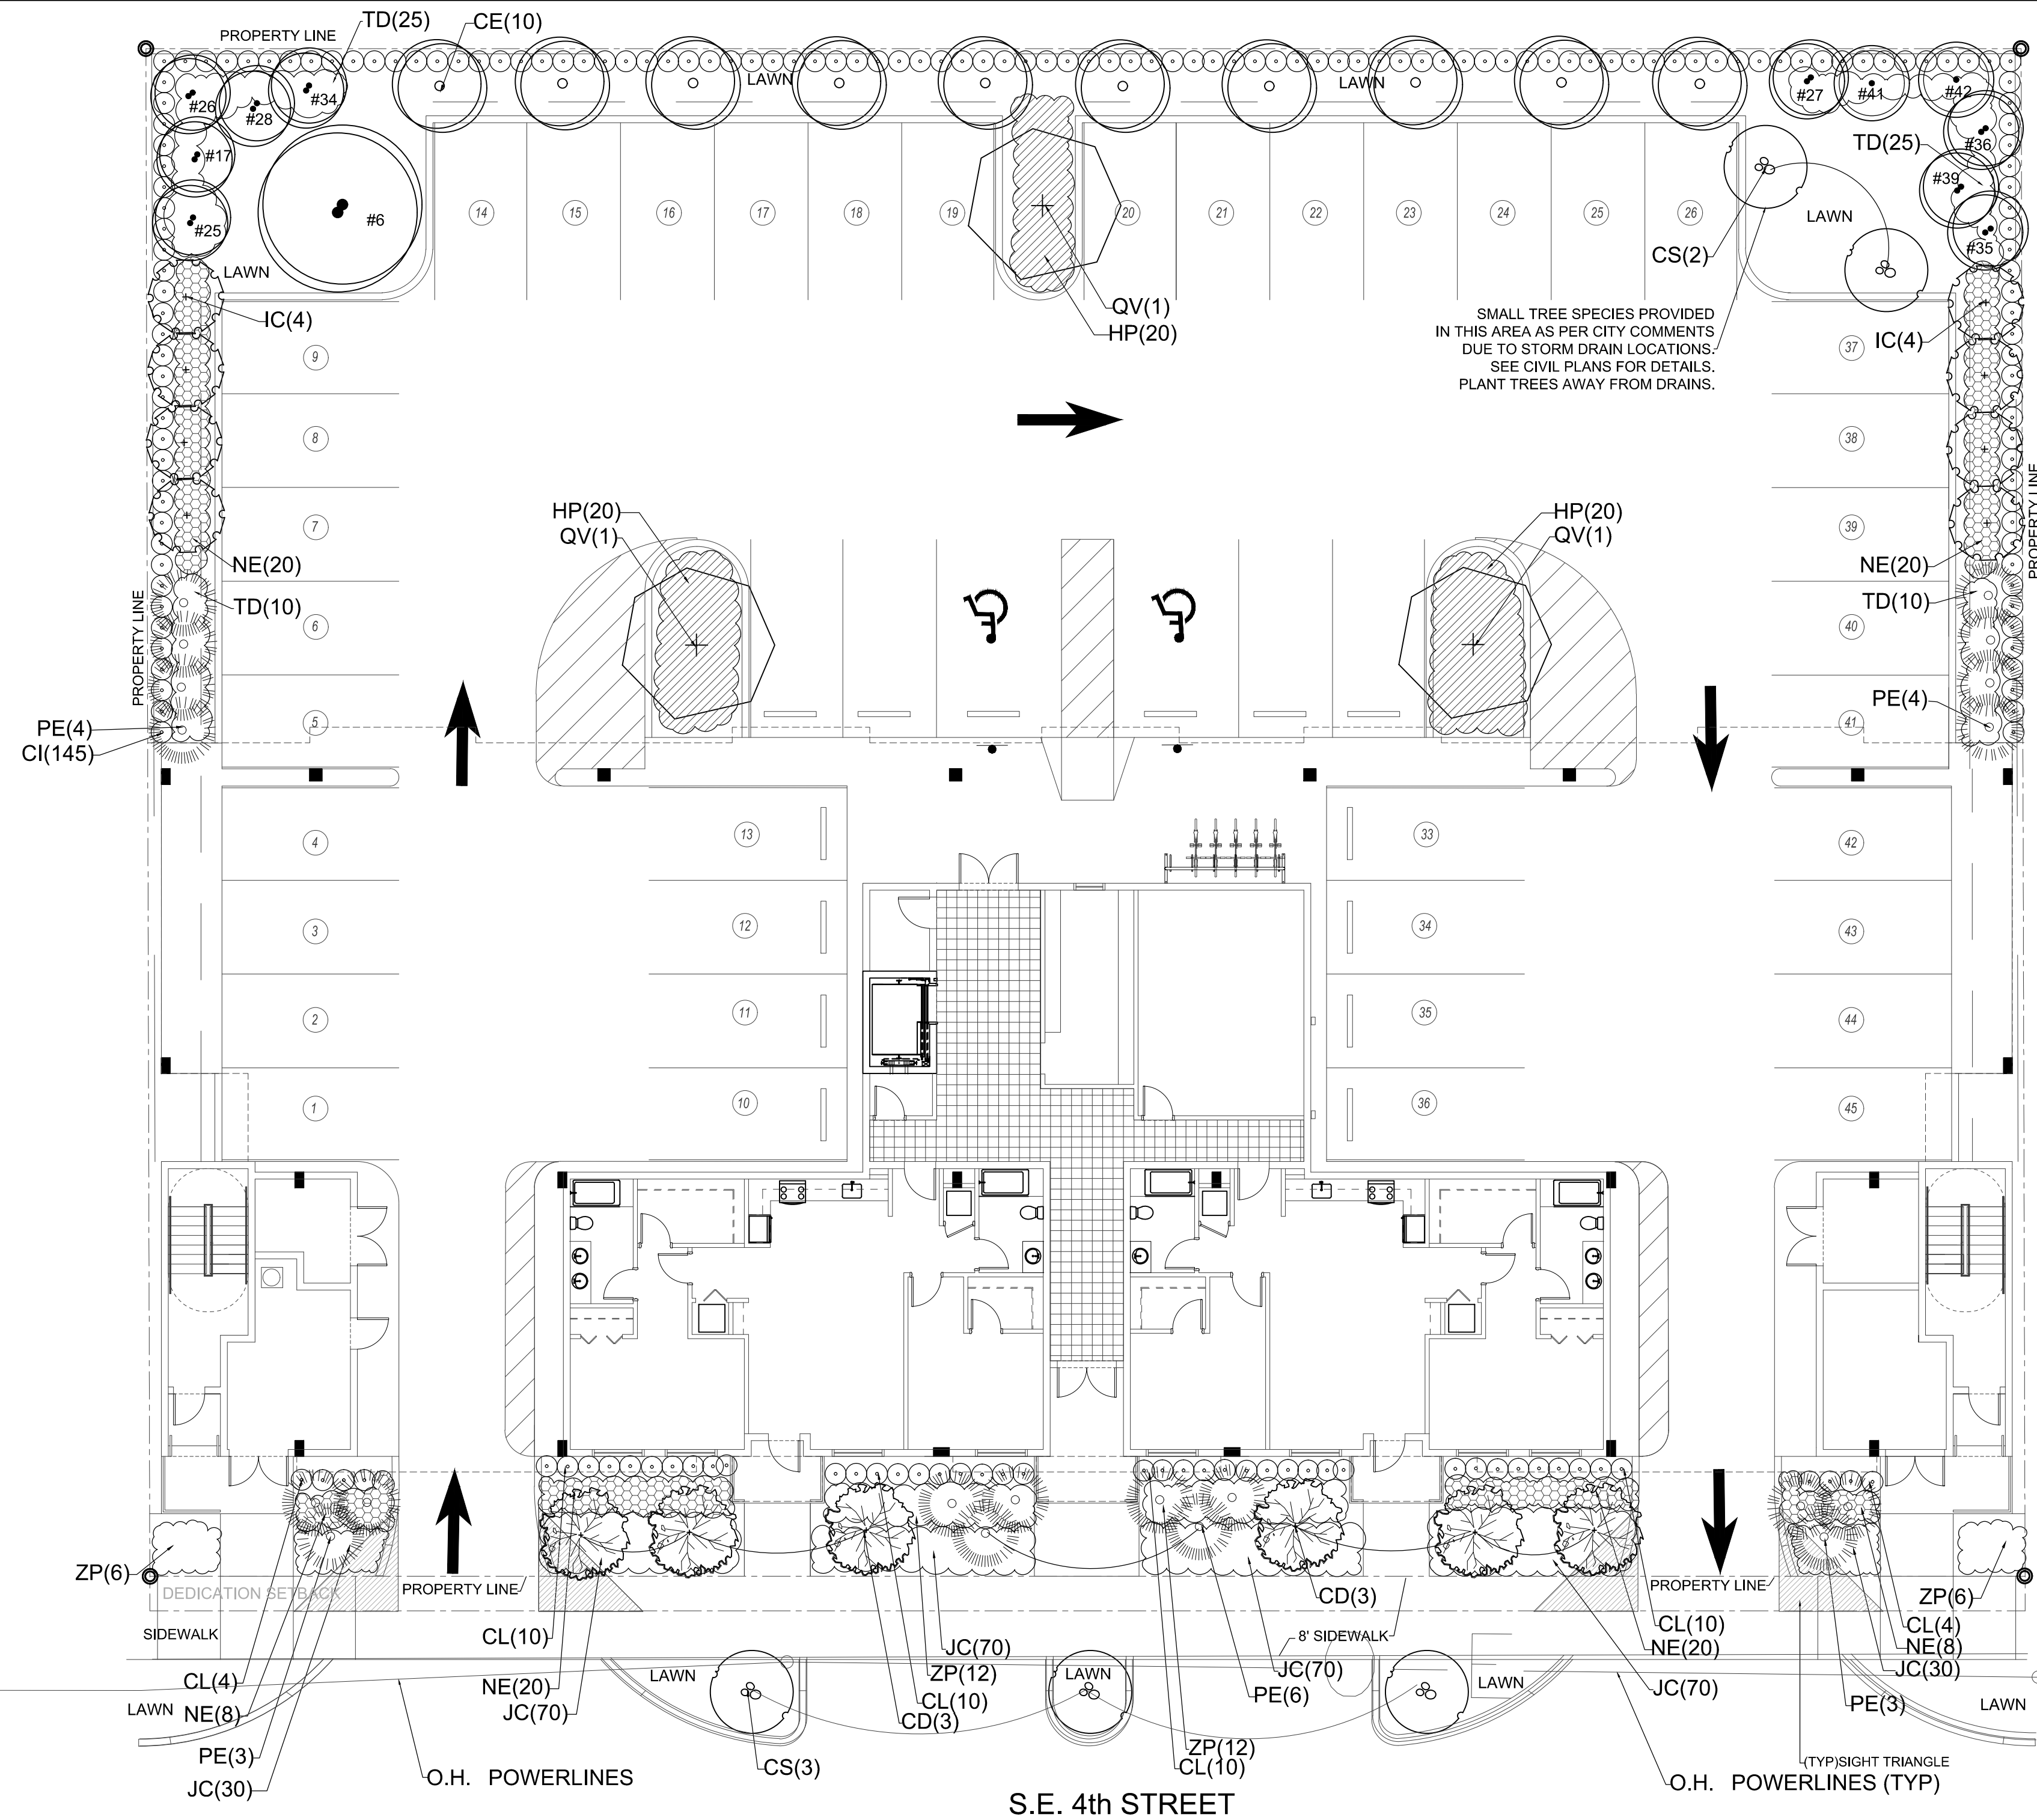 TD(25)
CE(10)
PROPERTY LINE
LAWN
LAWN
#26
#28
#34
#27
#41
#42
#17
#36
TD(25)
#39
#25
#6
14
15
16
17
18
19
20
21
22
23
24
25
26
LAWN
#35
CS(2)
LAWN
IC(4)
QV(1)
HP(20)
SMALL TREE SPECIES PROVIDED
IN THIS AREA AS PER CITY COMMENTS
DUE TO STORM DRAIN LOCATIONS.
SEE CIVIL PLANS FOR DETAILS.
PLANT TREES AWAY FROM DRAINS.
IC(4)
9
37
8
38
PROPERTY LINE
HP(20)
QV(1)
HP(20)
QV(1)
7
39
NE(20)
NE(20)
TD(10)
TD(10)
PROPERTY LINE
6
40
PE(4)
CI(145)
5
PE(4)
41
4
13
33
42
3
12
34
43
2
11
35
44
1
10
36
45
ZP(6)
DEDICATION SETBACK
PROPERTY LINE
PROPERTY LINE
ZP(6)
CD(3)
SIDEWALK
CL(10)
JC(70)
8' SIDEWALK
CL(10)
NE(20)
CL(4)
NE(8)
JC(30)
CL(4)
NE(8)
PE(3)
JC(30)
LAWN
NE(20)
JC(70)
LAWN
ZP(12)
CL(10)
CD(3)
LAWN
JC(70)
PE(6)
LAWN
JC(70)
PE(3)
LAWN
O.H. POWERLINES
CS(3)
ZP(12)
CL(10)
(TYP)SIGHT TRIANGLE
O.H. POWERLINES (TYP)
S.E. 4th STREET